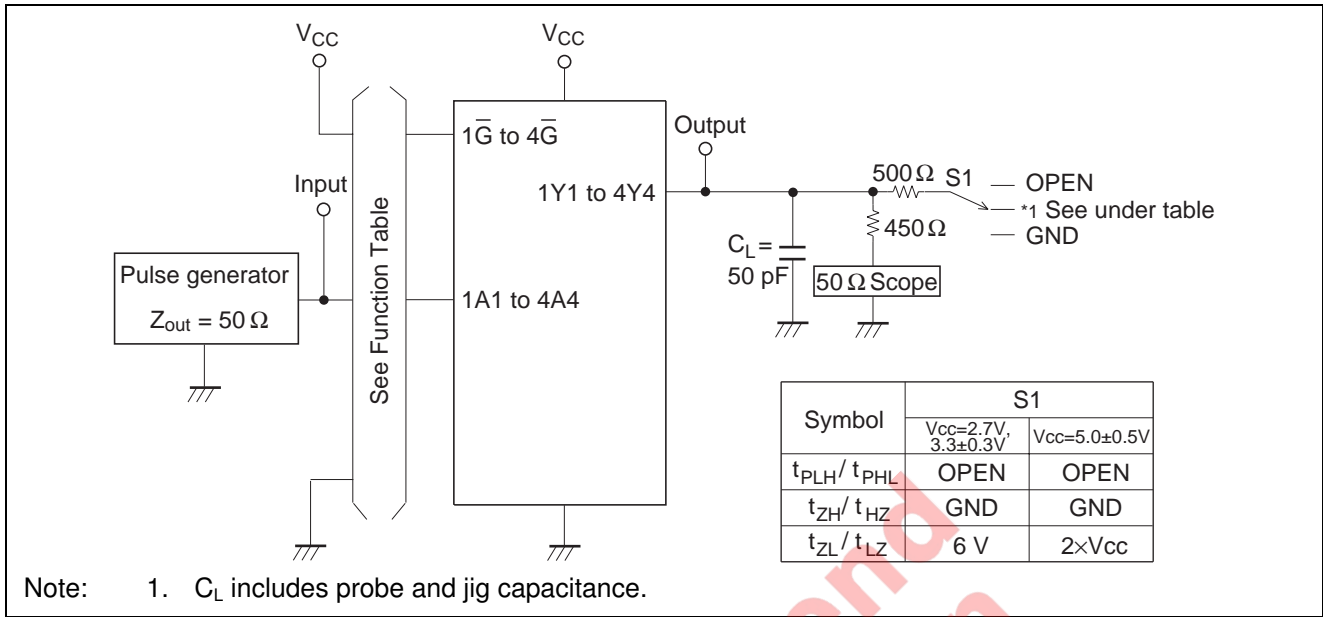 VCC
VCC
1G̅ to 4G̅
Output
Input
1Y1 to 4Y4
500 Ω
S1
OPEN
*1 See under table
GND
450 Ω
CL =
50 pF
50 Ω Scope
Pulse generator
Zout = 50 Ω
See Function Table
1A1 to 4A4
Symbol
S1
Vcc=2.7V,
3.3±0.3V
Vcc=5.0±0.5V
tPLH / tPHL
OPEN
OPEN
tZH / tHZ
GND
GND
tZL / tLZ
6 V
2×Vcc
Note: 1. CL includes probe and jig capacitance.